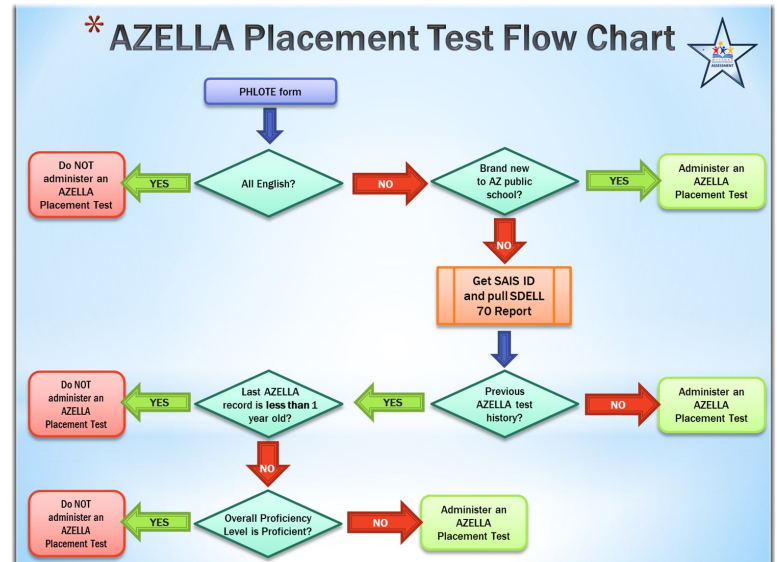 * AZELLA Placement Test Flow Chart
ASSESSMENT
PHLOTE form
Do NOT
administer an
AZELLA
Placement Test
YES
All English?
NO
Brand new
to AZ public
school?
YES
Administer an
AZELLA
Placement Test
NO
Get SAIS ID
and pull SDELL
70 Report
Do NOT
administer an
AZELLA
Placement Test
YES
Last AZELLA
record is less than 1
year old?
YES
Previous
AZELLA test
history?
NO
Administer an
AZELLA
Placement Test
NO
Do NOT
administer an
AZELLA
Placement Test
YES
Overall Proficiency
Level is Proficient?
NO
Administer an
AZELLA
Placement Test